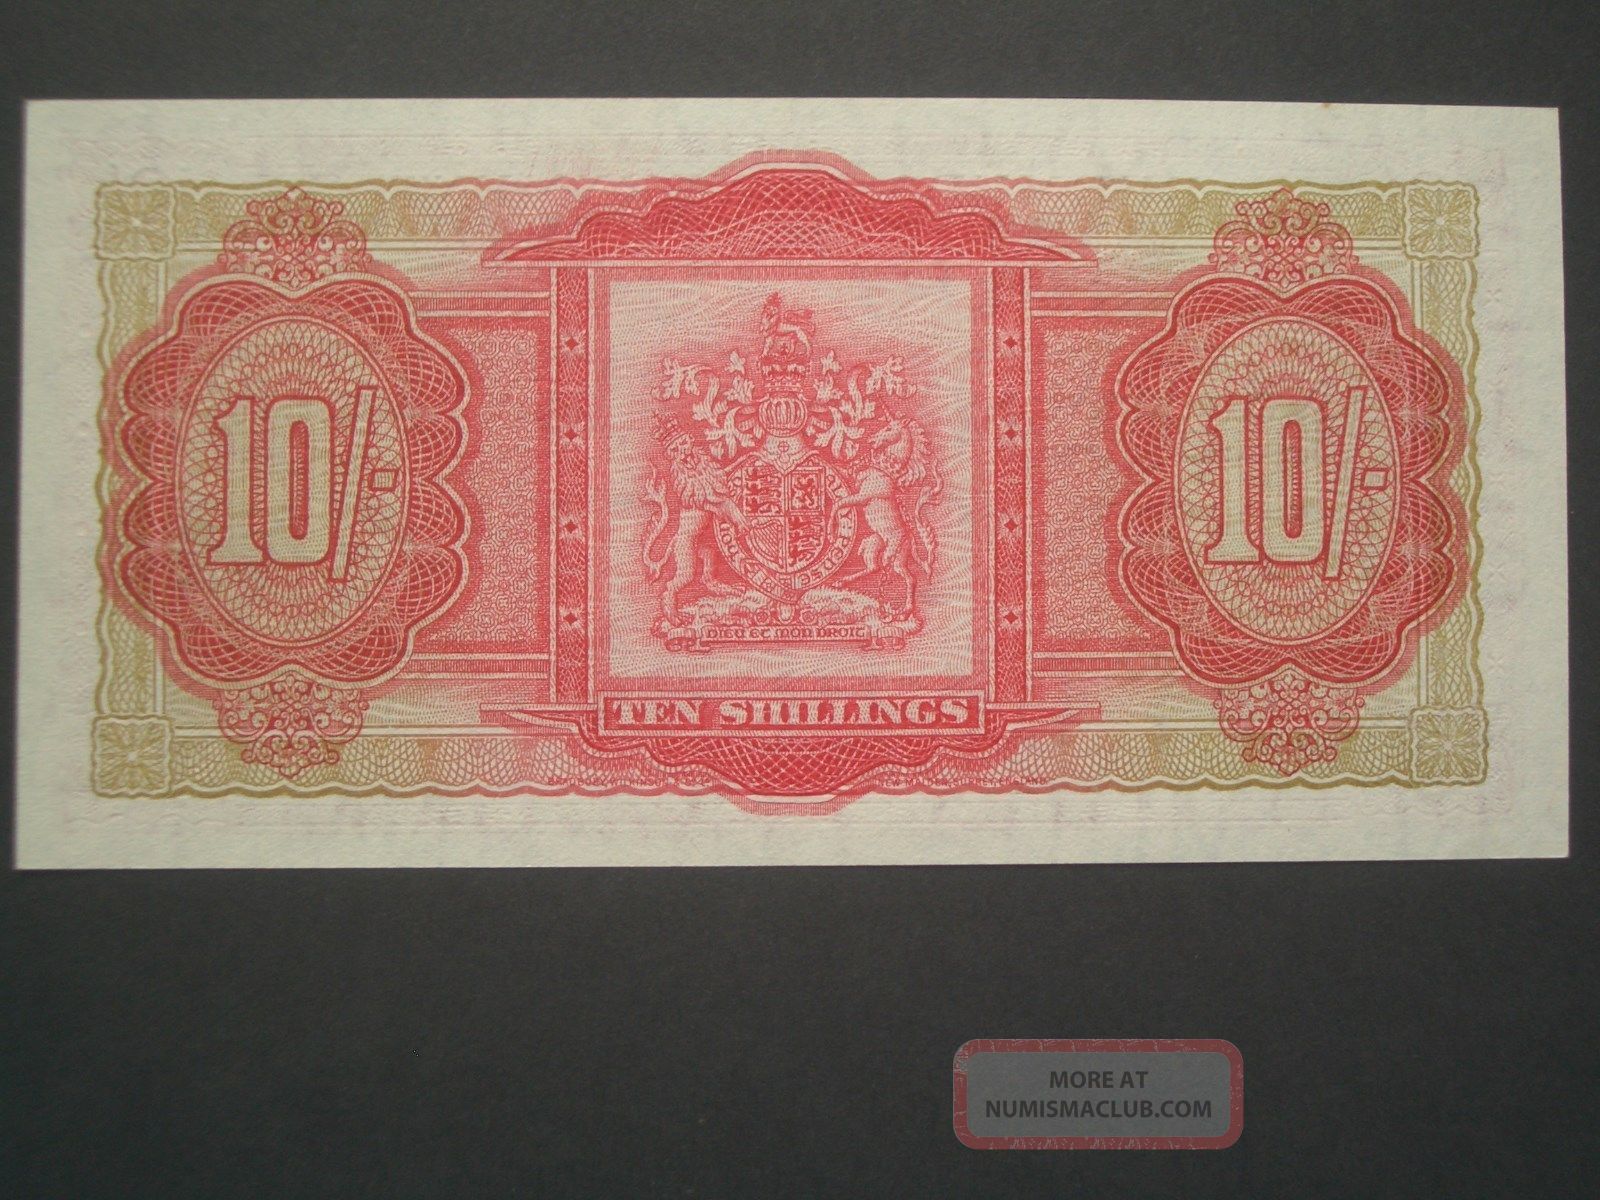 10/-
10/-
DIEU ET MON DROIT
TEN SHILLINGS
MORE AT
NUMISMACLUB.COM